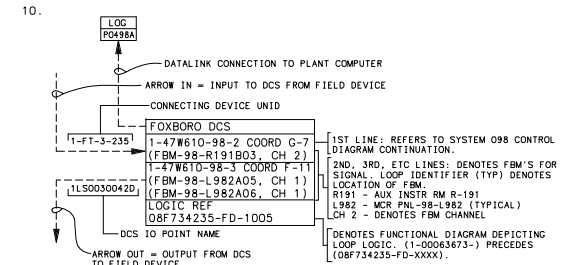 10.
LOG
P0498A
DATALINK CONNECTION TO PLANT COMPUTER
ARROW IN = INPUT TO DCS FROM FIELD DEVICE
CONNECTING DEVICE UNID
FOXBORO DCS
1-FT-3-235
1-47W610-98-2 COORD G-7
(FBM-98-R191B03, CH 2)
1-47W610-98-3 COORD F-11
(FBM-98-L982A05, CH 1)
(FBM-98-L982A06, CH 1)
LOGIC REF
08F734235-FD-1005
1LS0030042D
DCS IO POINT NAME
ARROW OUT = OUTPUT FROM DCS
TO FIELD DEVICE
1ST LINE: REFERS TO SYSTEM 098 CONTROL
DIAGRAM CONTINUATION.
2ND, 3RD, ETC LINES: DENOTES FBM'S FOR
SIGNAL. LOOP IDENTIFIER (TYP) DENOTES
LOCATION OF FBM.
R191 - AUX INSTR RM R-191
L982 - MCR PNL-98-L982 (TYPICAL)
CH 2 - DENOTES FBM CHANNEL
DENOTES FUNCTIONAL DIAGRAM DEPICTING
LOOP LOGIC. (1-00063673-) PRECEDES
(08F734235-FD-XXXX).